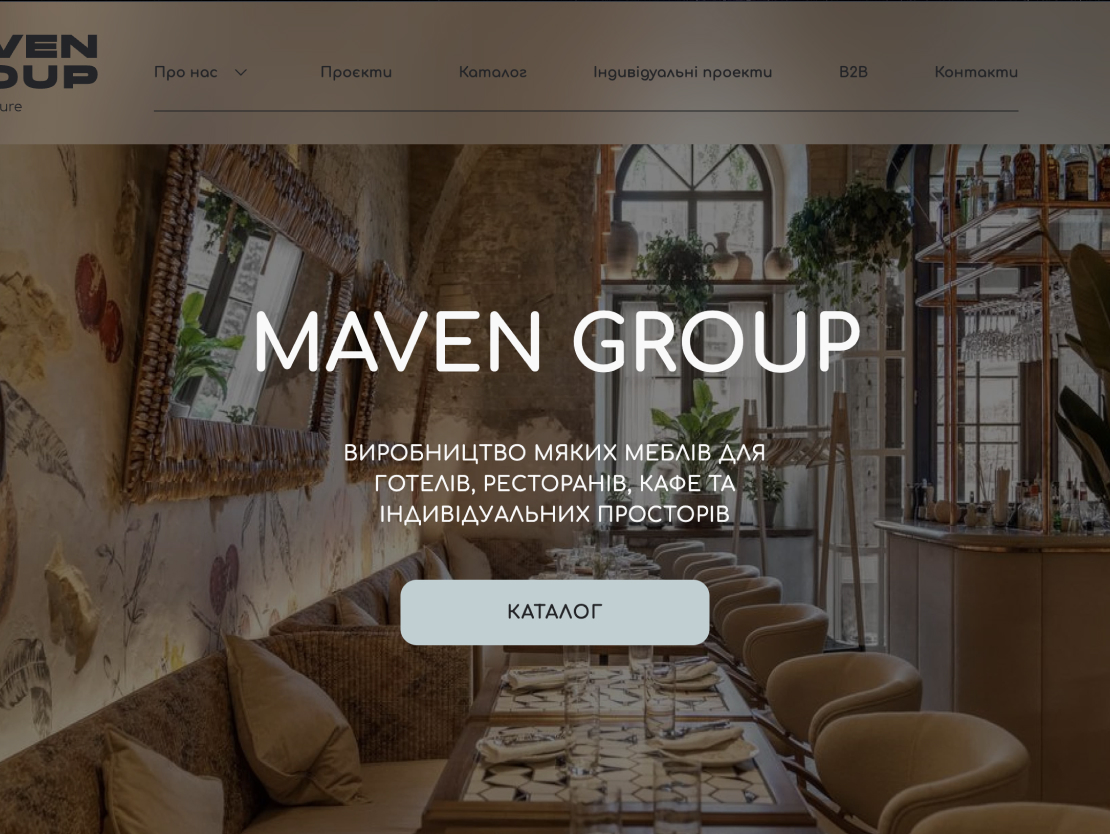 VEN
OUP
ure
Про нас
Проєкти
Каталог
Індивідуальні проекти
B2B
Контакти
MAVEN GROUP
ВИРОБНИЦТВО МЯКИХ МЕБЛІВ ДЛЯ
ГОТЕЛІВ, РЕСТОРАНІВ, КАФЕ ТА
ІНДИВІДУАЛЬНИХ ПРОСТОРІВ
КАТАЛОГ